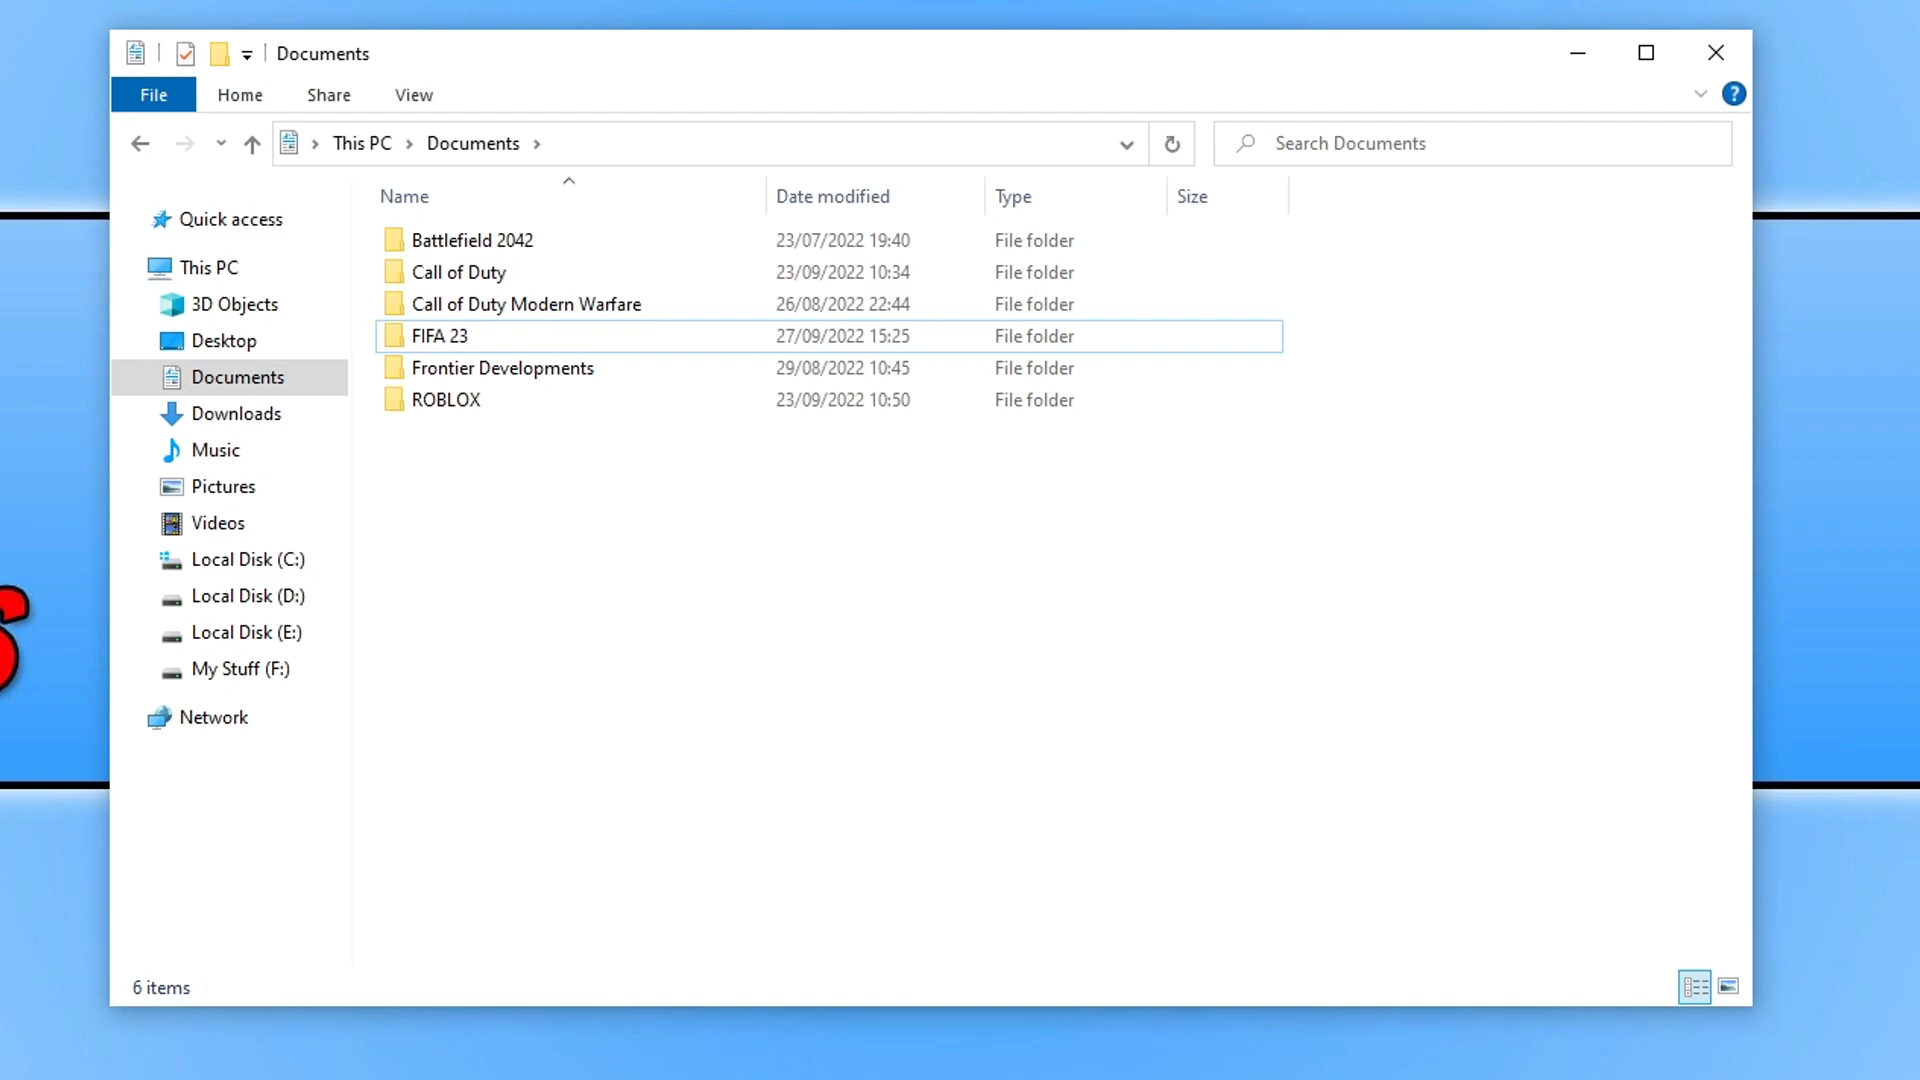 Documents
File Home Share View
This PC > Documents >
Search Documents
Name Date modified Type Size
Quick access
This PC
3D Objects
Desktop
Documents
Downloads
Music
Pictures
Videos
Local Disk (C:)
Local Disk (D:)
Local Disk (E:)
My Stuff (F:)
Network
Battlefield 2042 23/07/2022 19:40 File folder
Call of Duty 23/09/2022 10:34 File folder
Call of Duty Modern Warfare 26/08/2022 22:44 File folder
FIFA 23 27/09/2022 15:25 File folder
Frontier Developments 29/08/2022 10:45 File folder
ROBLOX 23/09/2022 10:50 File folder
6 items